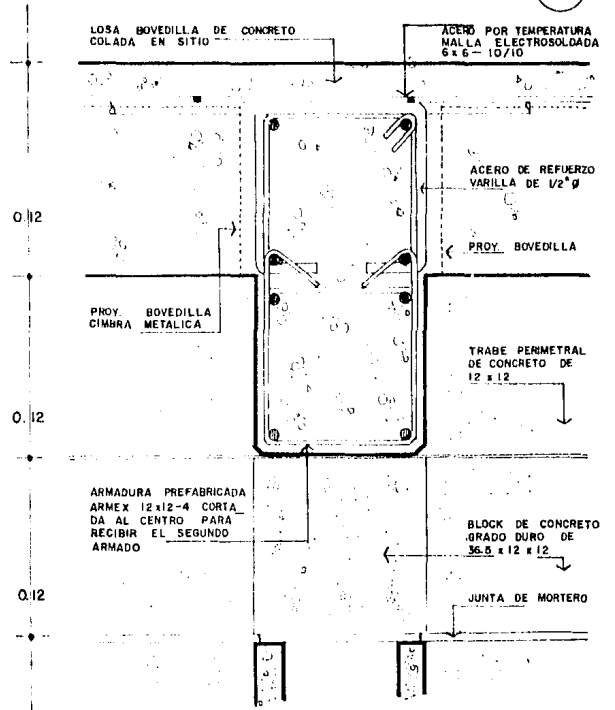 LOSA BOVEDILLA DE CONCRETO
COLADA EN SITIO
ACERO POR TEMPERATURA
MALLA ELECTROSOLDADA
6 x 6 - 10/10
ACERO DE REFUERZO
VARILLA DE 1/2" Ø
0.12
PROY. BOVEDILLA
PROY. BOVEDILLA
CIMBRA METALICA
TRABE PERIMETRAL
DE CONCRETO DE
12 x 12
0.12
ARMADURA PREFABRICADA
ARMEX 12x12-4 CORTA_
DA AL CENTRO PARA
RECIBIR EL SEGUNDO
ARMADO
BLOCK DE CONCRETO
GRADO DURO DE
36.5 x 12 x 12
0.12
JUNTA DE MORTERO